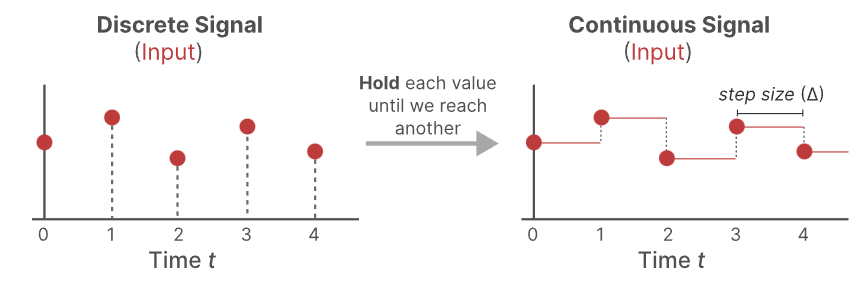 Discrete Signal
(Input)
Hold each value
until we reach
another
Continuous Signal
(Input)
step size (Δ)
0 1 2 3 4
Time t
0 1 2 3 4
Time t